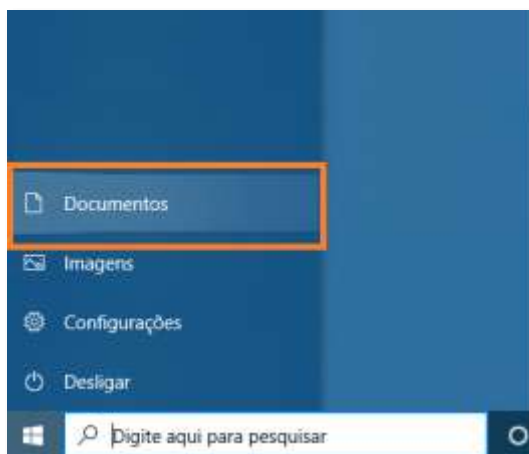 Documentos
Imagens
Configurações
Desligar
Digite aqui para pesquisar